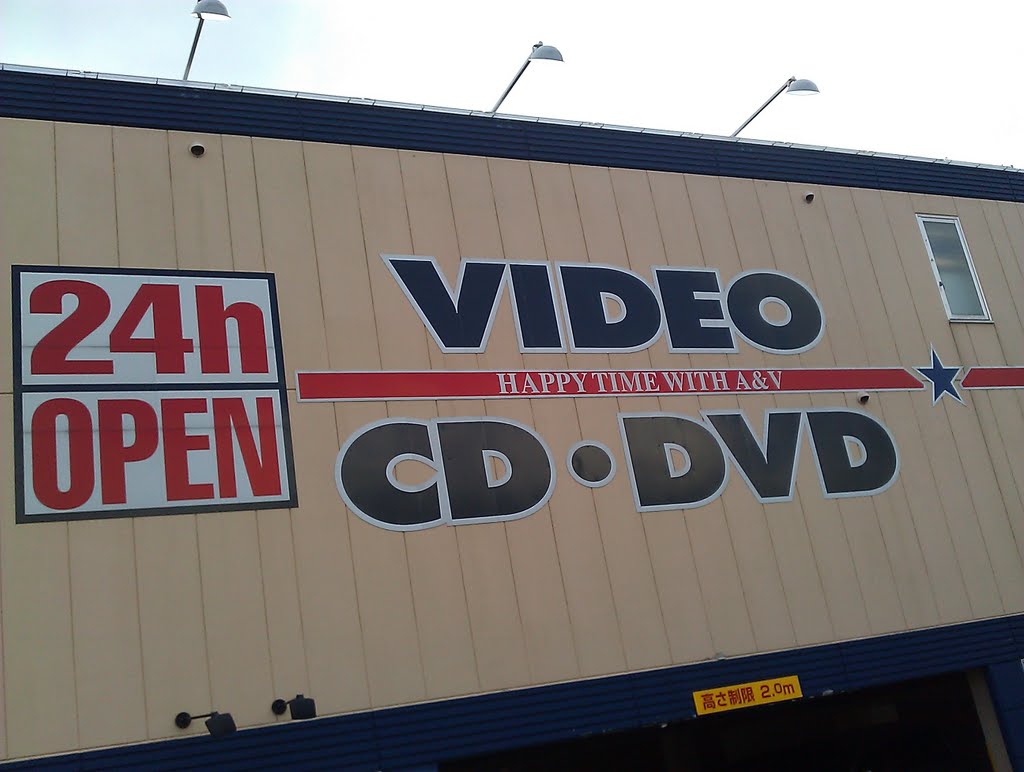 24h
OPEN
VIDEO
HAPPY TIME WITH A&V
CD・DVD
高さ制限 2.0m